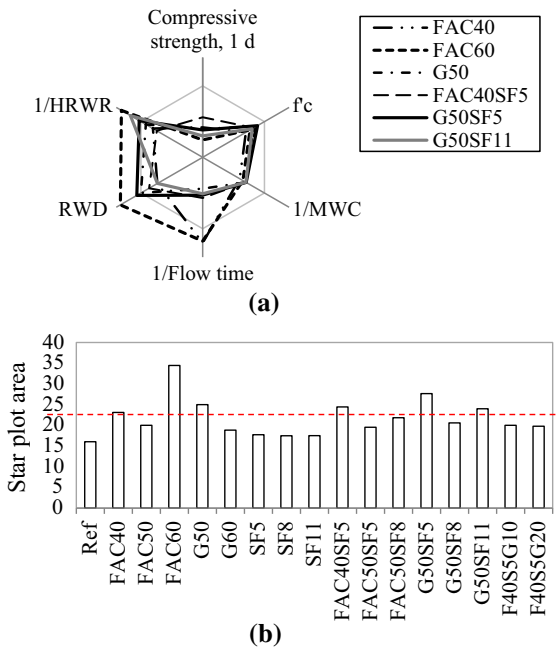 Compressive
strength, 1 d
1/HRWR
f'c
RWD
1/MWC
1/Flow time
FAC40
FAC60
G50
FAC40SF5
G50SF5
G50SF11
(a)
Star plot area
40
35
30
25
20
15
10
5
0
Ref
FAC40
FAC50
FAC60
G50
G60
SF5
SF8
SF11
FAC40SF5
FAC50SF5
FAC50SF8
G50SF5
G50SF8
G50SF11
F40S5G10
F40S5G20
(b)